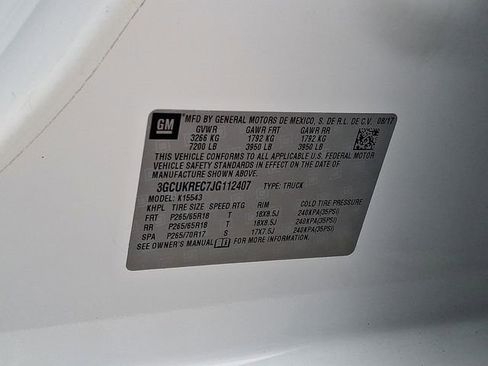 GM
MFD BY GENERAL MOTORS DE MEXICO, S. DE R.L. DE C.V. 08/17
GVWR GAWR FRT GAWR RR
3266 KG 1792 KG 1792 KG
7200 LB 3950 LB 3950 LB
THIS VEHICLE CONFORMS TO ALL APPLICABLE U.S. FEDERAL MOTOR
VEHICLE SAFETY STANDARDS IN EFFECT ON THE DATE OF
MANUFACTURE SHOWN ABOVE.
3GCUKREC7JG112407 TYPE: TRUCK
MODEL: K15543
KHPL TIRE SIZE SPEED RTG RIM COLD TIRE PRESSURE
FRT P265/65R18 T 18X8.5J 240KPA(35PSI)
RR P265/65R18 T 18X8.5J 240KPA(35PSI)
SPA P265/70R17 S 17X7.5J 240KPA(35PSI)
SEE OWNER'S MANUAL FOR MORE INFORMATION.